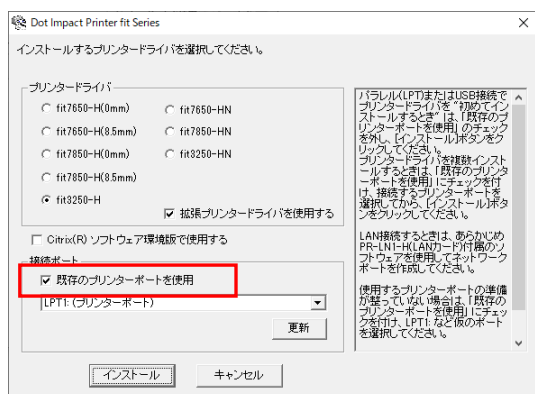 Dot Impact Printer fit Series
インストールするプリンタードライバを選択してください。
プリンタードライバ
fit7650-H(0mm)
fit7650-HN
fit7650-H(8.5mm)
fit7850-HN
fit7850-H(0mm)
fit3250-HN
fit7850-H(8.5mm)
fit3250-H
拡張プリンタードライバを使用する
Citrix(R) ソフトウェア環境版で使用する
接続ポート
既存のプリンターポートを使用
LPT1: (プリンターポート)
更新
インストール
キャンセル
パラレル(LPT)またはUSB接続で
プリンタードライバを “初めてイン
ストールするとき” は、「既存のプ
リンターポートを使用」 のチェック
を外し、[インストール]ボタンをク
リックしてください。
プリンタードライバを複数インスト
ールするときは、「既存のプリンタ
ーポートを使用」 にチェックを付
け、接続するプリンターポートを
選択してから、[インストール]ボタ
ンをクリックしてください。
LAN接続するときは、あらかじめ
PR-LN1-H(LANカード)付属のソ
フトウェアを使用してネットワーク
ポートを作成してください。
使用するプリンターポートの準備
が整っていない場合は、「既存の
プリンターポートを使用」 にチェッ
クを付け、LPT1: など仮のポート
を選択してください。